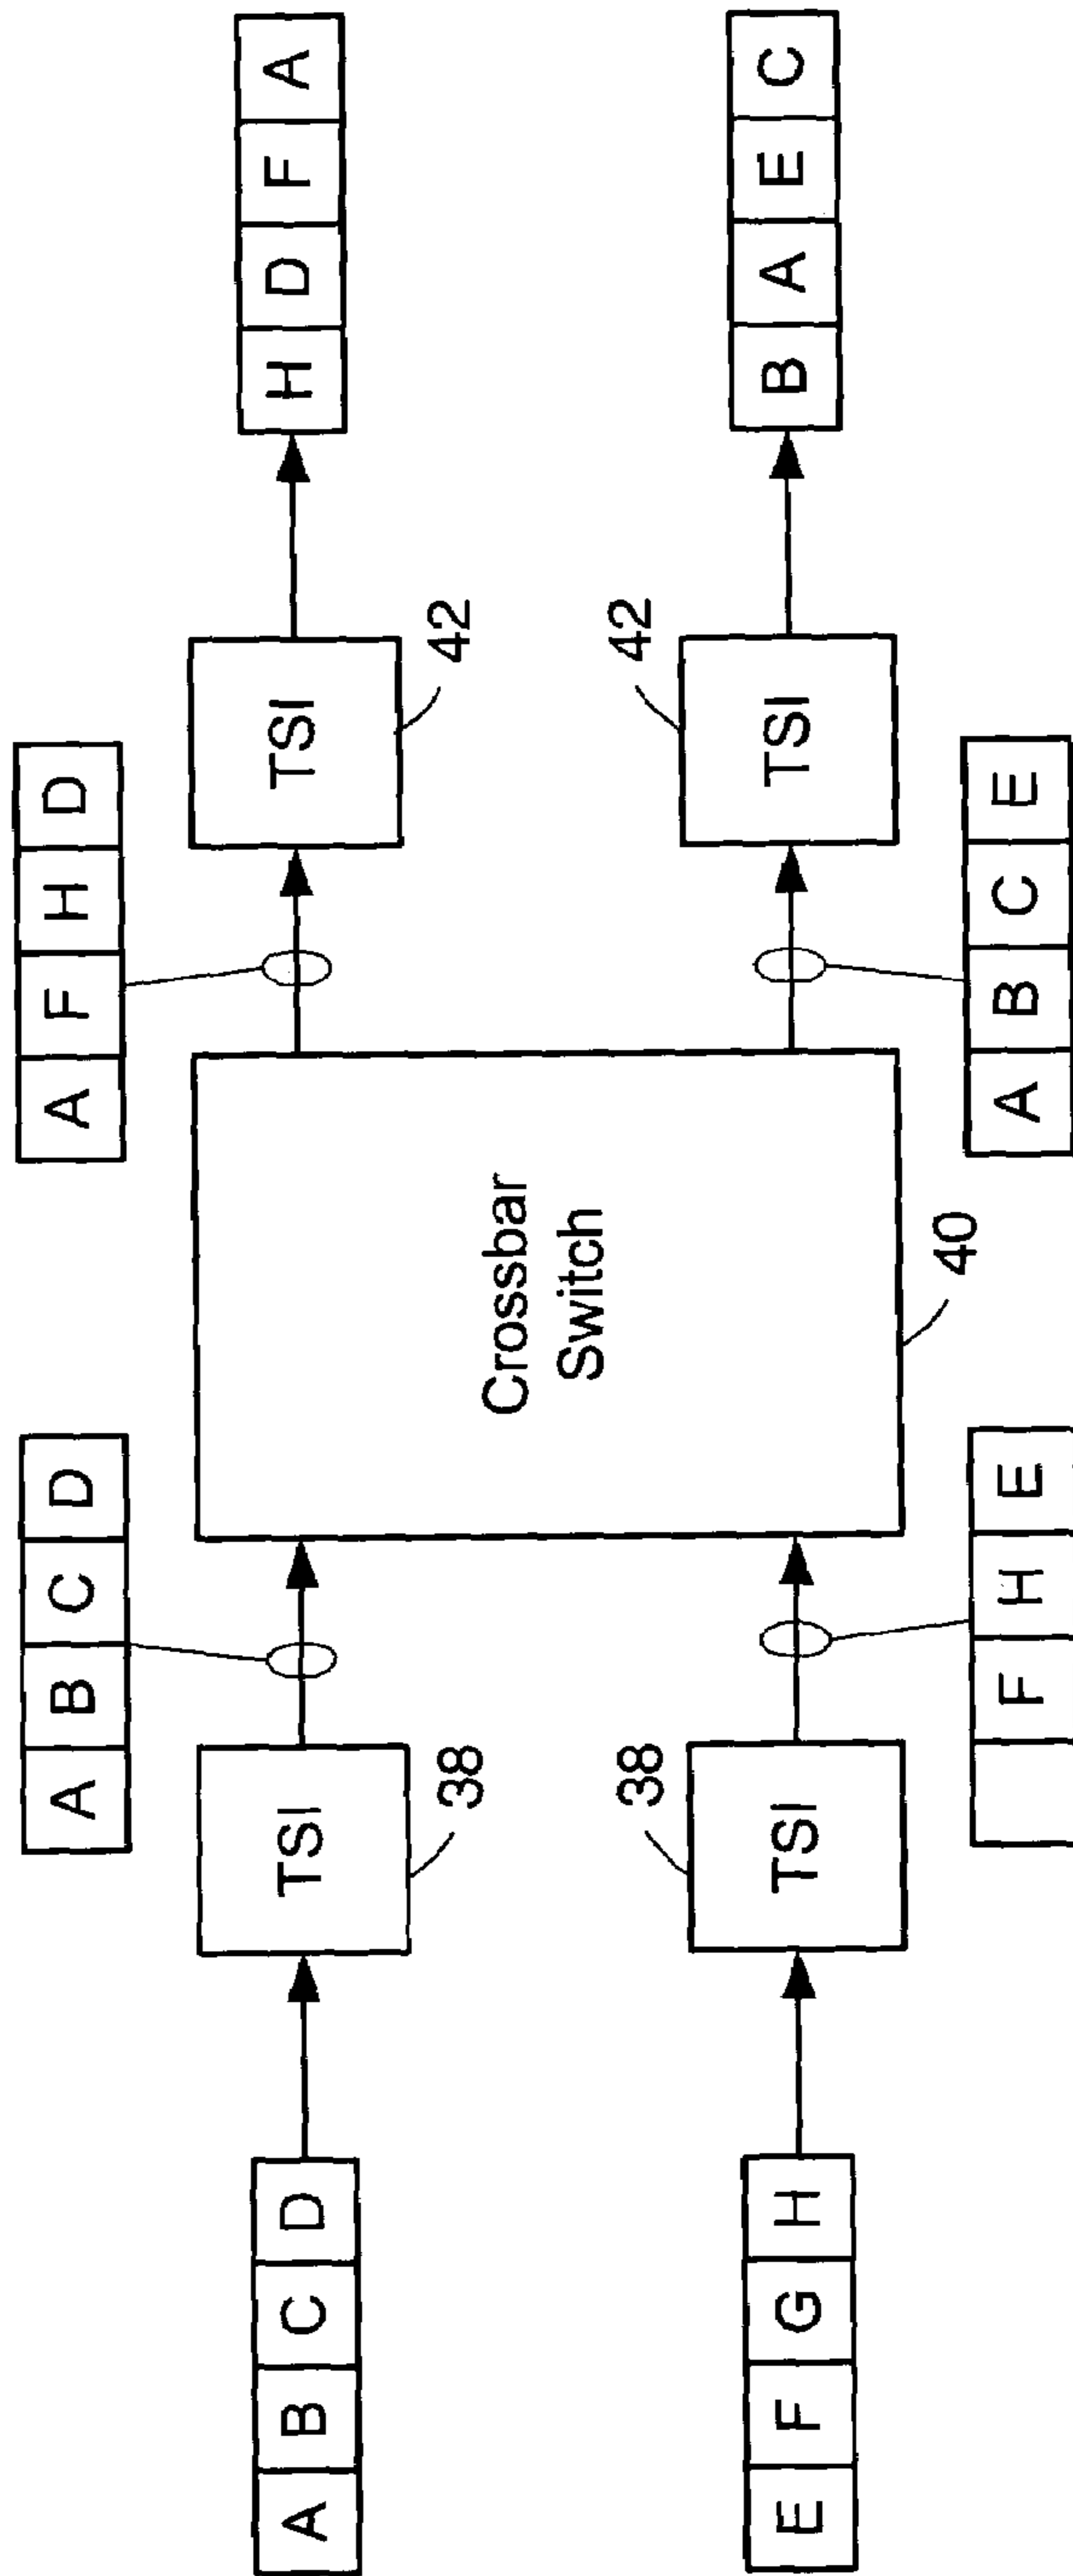 A B C D
A F H D
A B C D
TSI
38
TSI
42
H D F A
Crossbar
Switch
40
E F G H
TSI
38
TSI
42
B A E C
F H E
A B C E